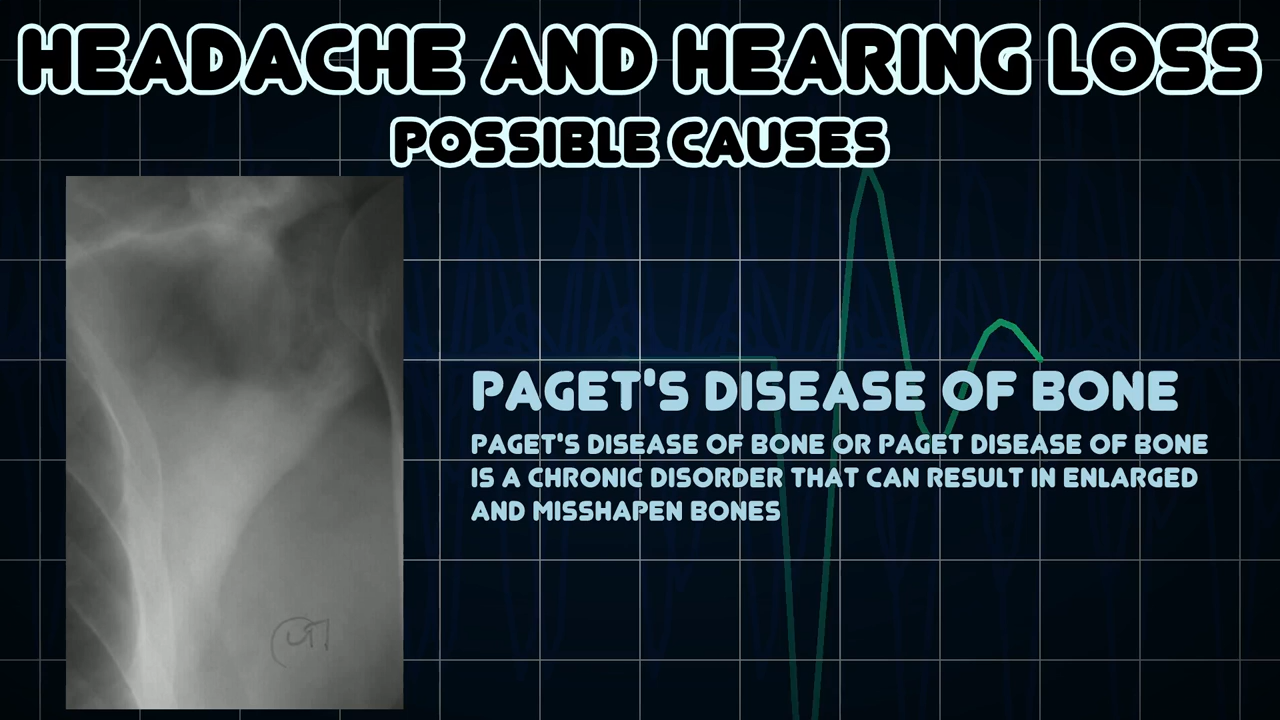 HEADACHE AND HEARING LOSS
POSSIBLE CAUSES
PAGET'S DISEASE OF BONE
PAGET'S DISEASE OF BONE OR PAGET DISEASE OF BONE
IS A CHRONIC DISORDER THAT CAN RESULT IN ENLARGED
AND MISSHAPEN BONES